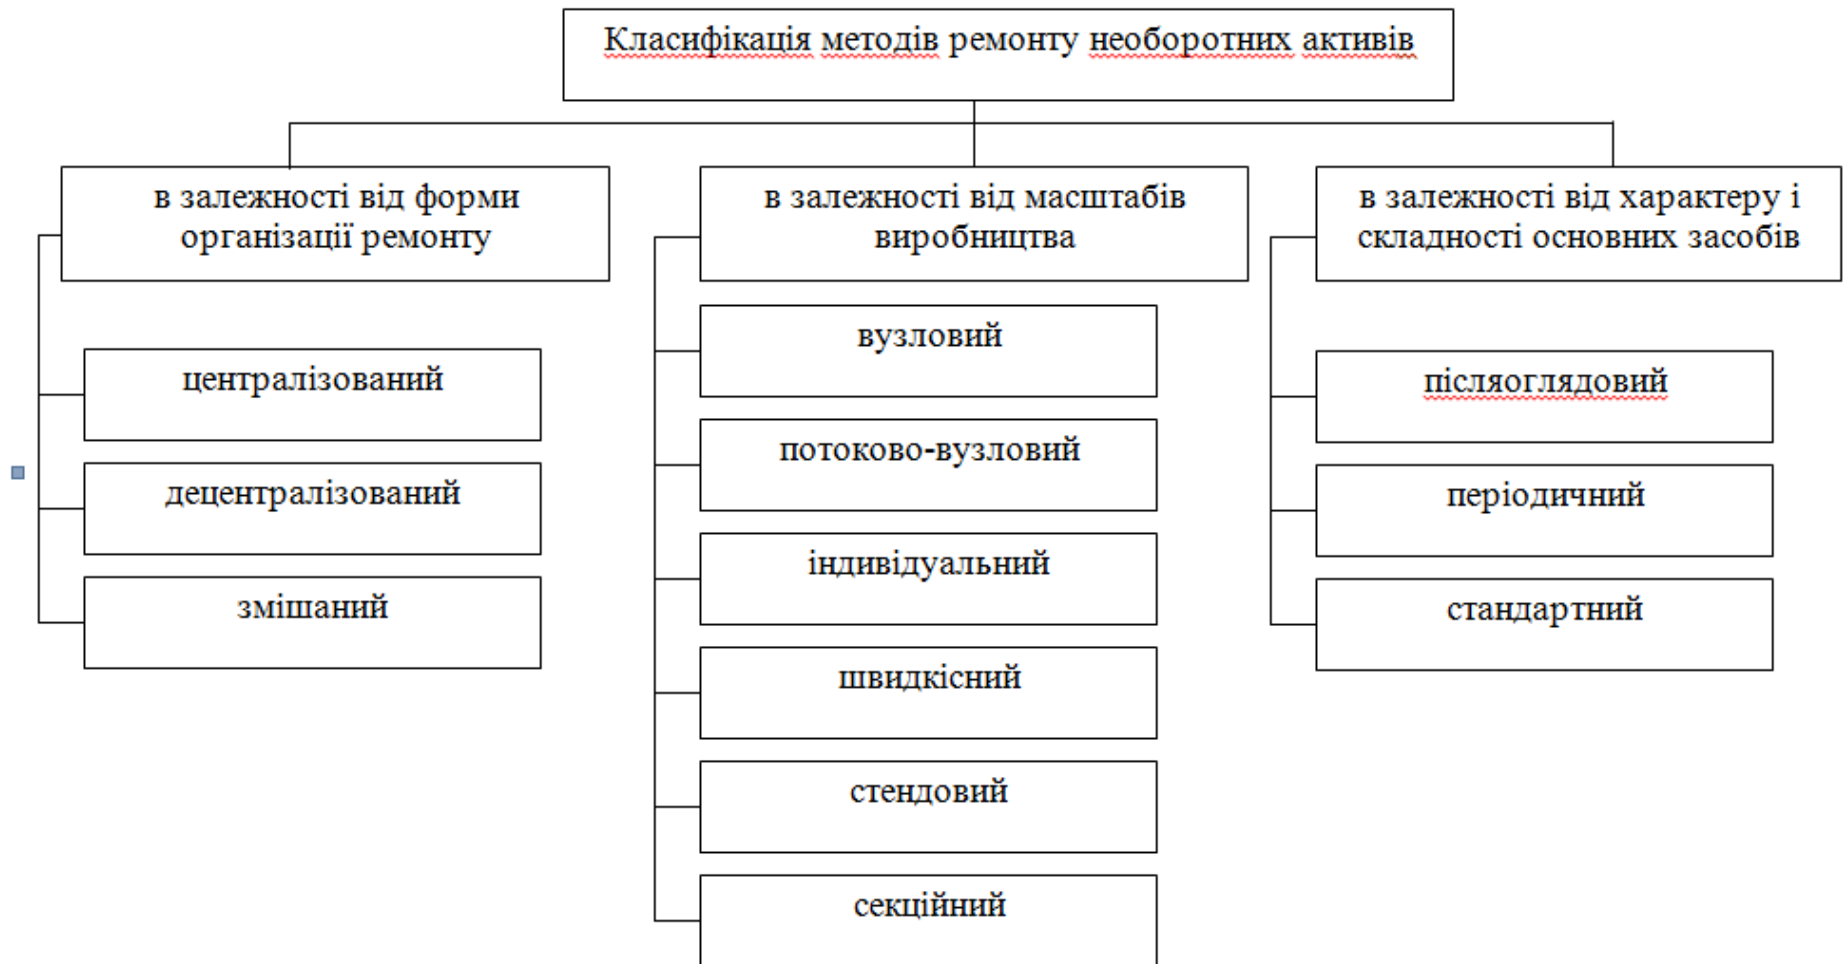 Класифікація методів ремонту необоротних активів
в залежності від форми
організації ремонту
централізований
децентралізований
змішаний
в залежності від масштабів
виробництва
вузловий
потоково-вузловий
індивідуальний
швидкісний
стендовий
секційний
в залежності від характеру і
складності основних засобів
післяоглядовий
періодичний
стандартний